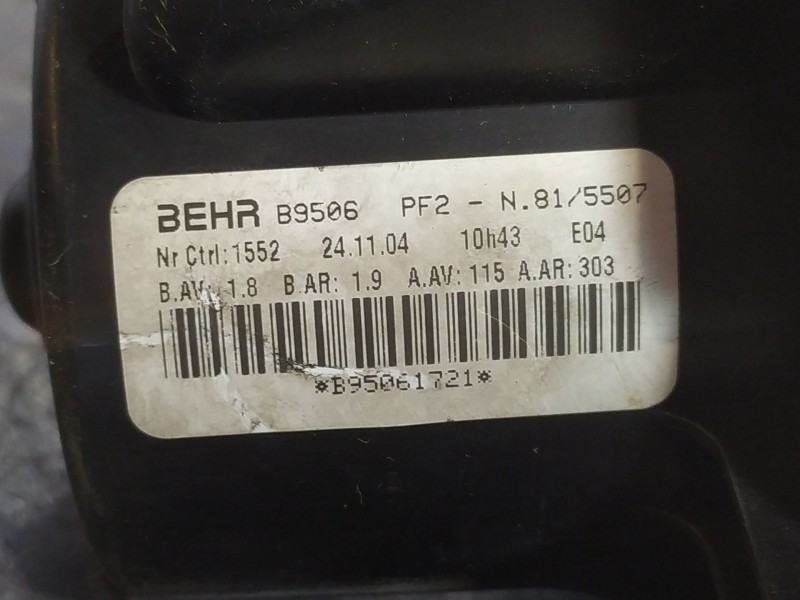 BEHR B9506 PF2 - N.81/5507
Nr Ctrl:1552 24.11.04 10h43 E04
B.AV: 1.8 B.AR: 1.9 A.AV: 115 A.AR: 303
*B95061721*